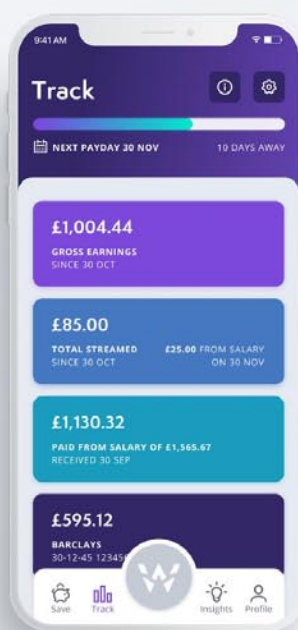 9:41 AM
Track
NEXT PAYDAY 30 NOV 10 DAYS AWAY
£1,004.44
GROSS EARNINGS
SINCE 30 OCT
£85.00
TOTAL STREAMED £25.00 FROM SALARY
SINCE 30 OCT ON 30 NOV
£1,130.32
PAID FROM SALARY OF £1,565.67
RECEIVED 30 SEP
£595.12
BARCLAYS
30-12-45
W
Save Track Insights Profile